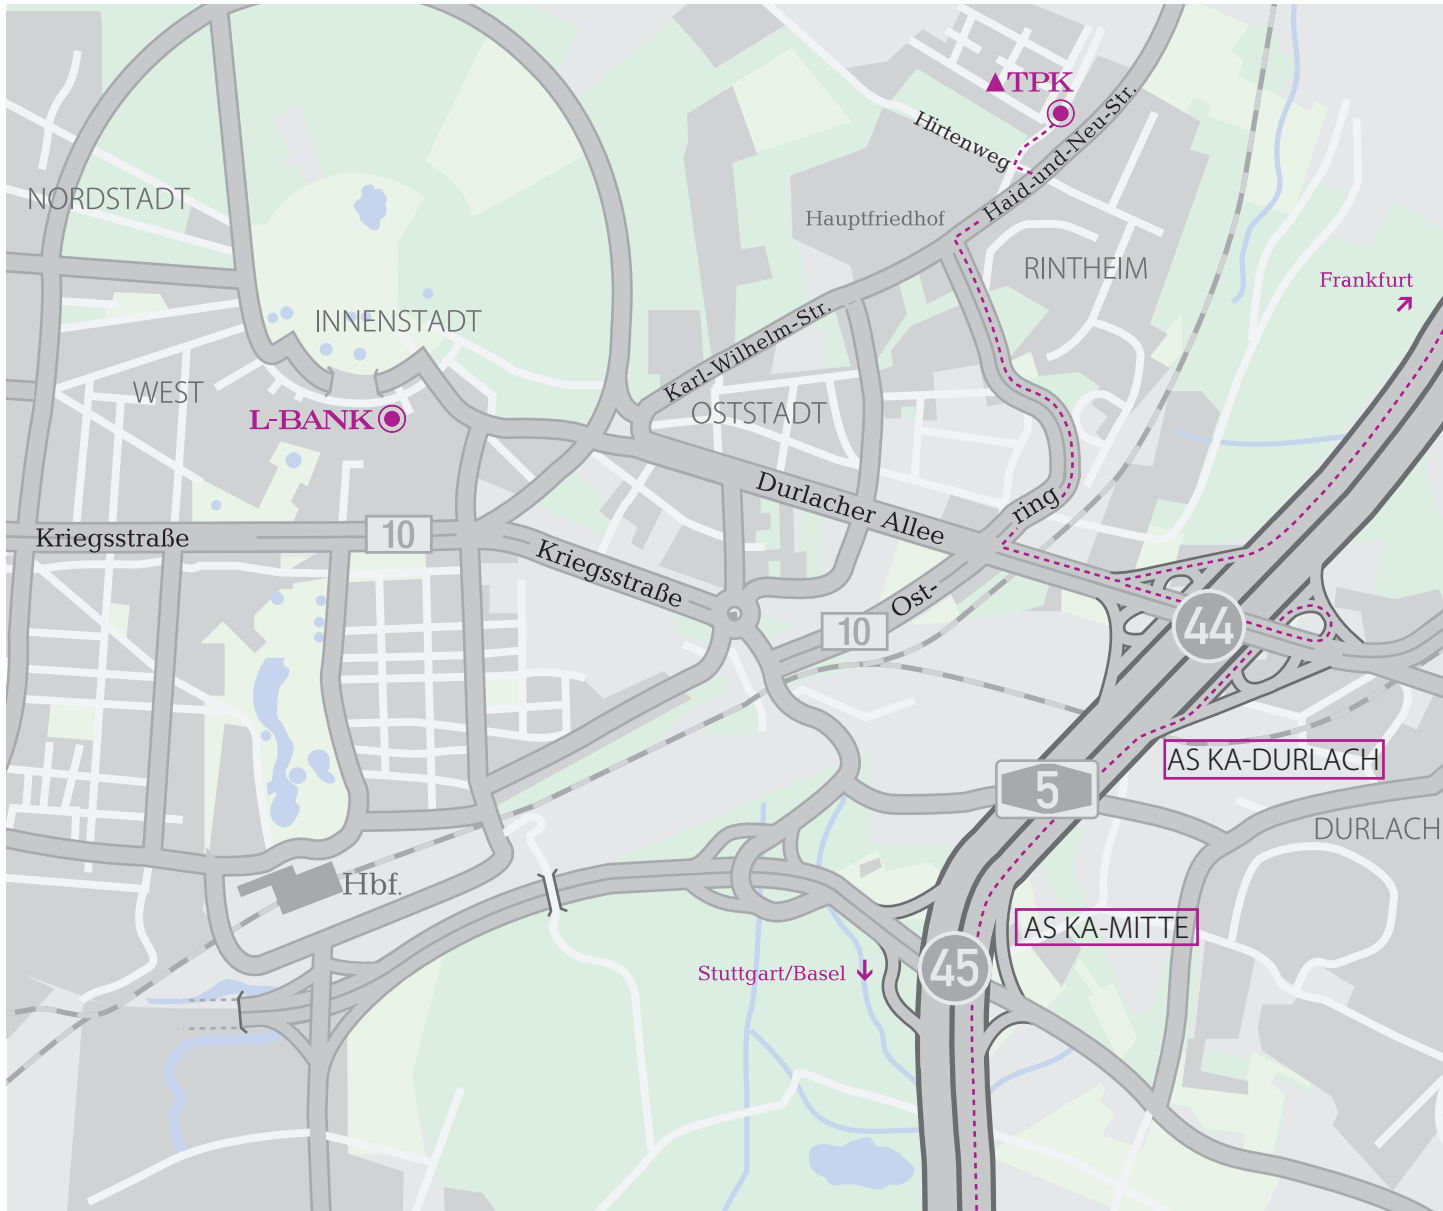 ▲TPK
Hirtenweg
Haid-und-Neu-Str.
NORDSTADT
Hauptfriedhof
RINTHEIM
Frankfurt
INNENSTADT
Karl-Wilhelm-Str.
WEST
L-BANK
OSTSTADT
Durlacher Allee
ring
Kriegsstraße
10
Kriegsstraße
Ost-
10
44
AS KA-DURLACH
5
DURLACH
Hbf.
AS KA-MITTE
Stuttgart/Basel
45